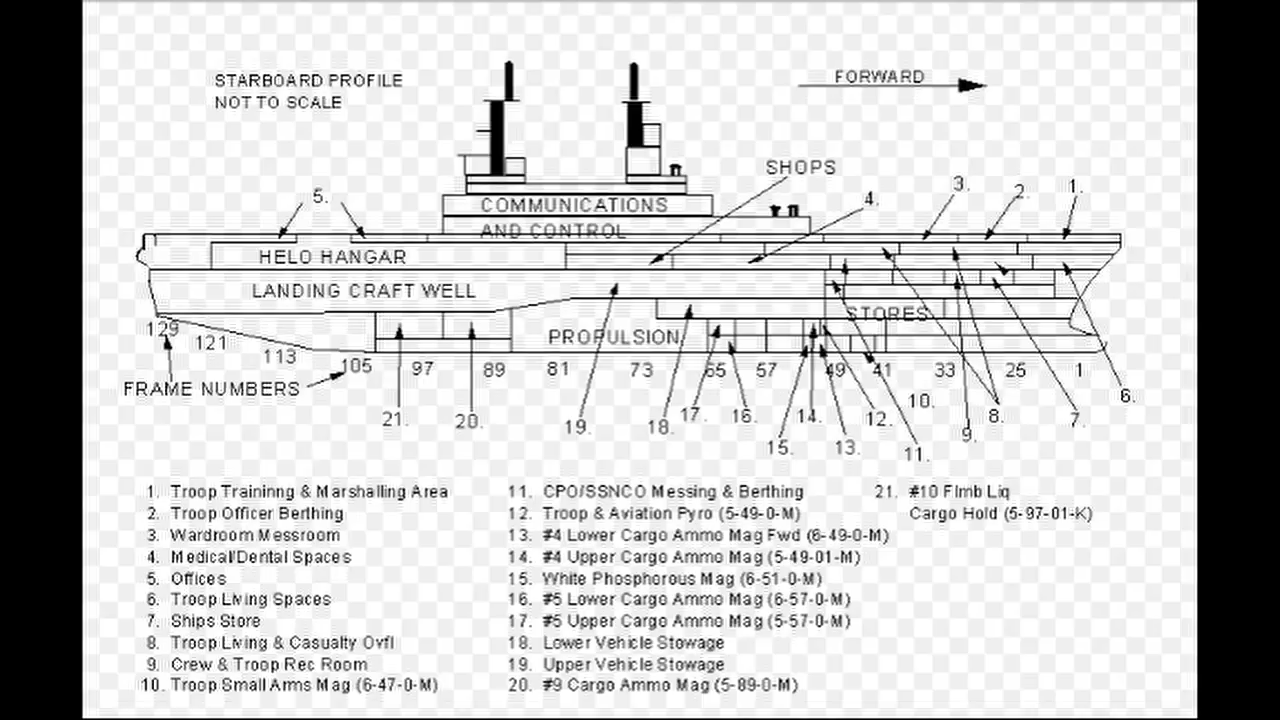 STARBOARD PROFILE
NOT TO SCALE
FORWARD
SHOPS
5.
4.
3.
2.
1.
COMMUNICATIONS
AND CONTROL
HELO HANGAR
LANDING CRAFT WELL
STORES
PROPULSION
129
121
113
105
97
89
81
73
65
57
49
41
33
25
1
FRAME NUMBERS
21.
20.
19.
18.
17.
16.
15.
14.
13.
12.
11.
10.
9.
8.
7.
6.
1. Troop Traininng & Marshalling Area
2. Troop Officer Berthing
3. Wardroom Messroom
4. Medical/Dental Spaces
5. Offices
6. Troop Living Spaces
7. Ships Store
8. Troop Living & Casualty Ovfl
9. Crew & Troop Rec Room
10. Troop Small Arms Mag (6-47-0-M)
11. CPO/SSNCO Messing & Berthing
12. Troop & Aviation Pyro (5-49-0-M)
13. #4 Lower Cargo Ammo Mag Fwd (6-49-0-M)
14. #4 Upper Cargo Ammo Mag (5-49-01-M)
15. White Phosphorous Mag (6-51-0-M)
16. #5 Lower Cargo Ammo Mag (6-57-0-M)
17. #5 Upper Cargo Ammo Mag (5-57-0-M)
18. Lower Vehicle Stowage
19. Upper Vehicle Stowage
20. #9 Cargo Ammo Mag (5-89-0-M)
21. #10 Flmb Liq
Cargo Hold (5-97-01-K)